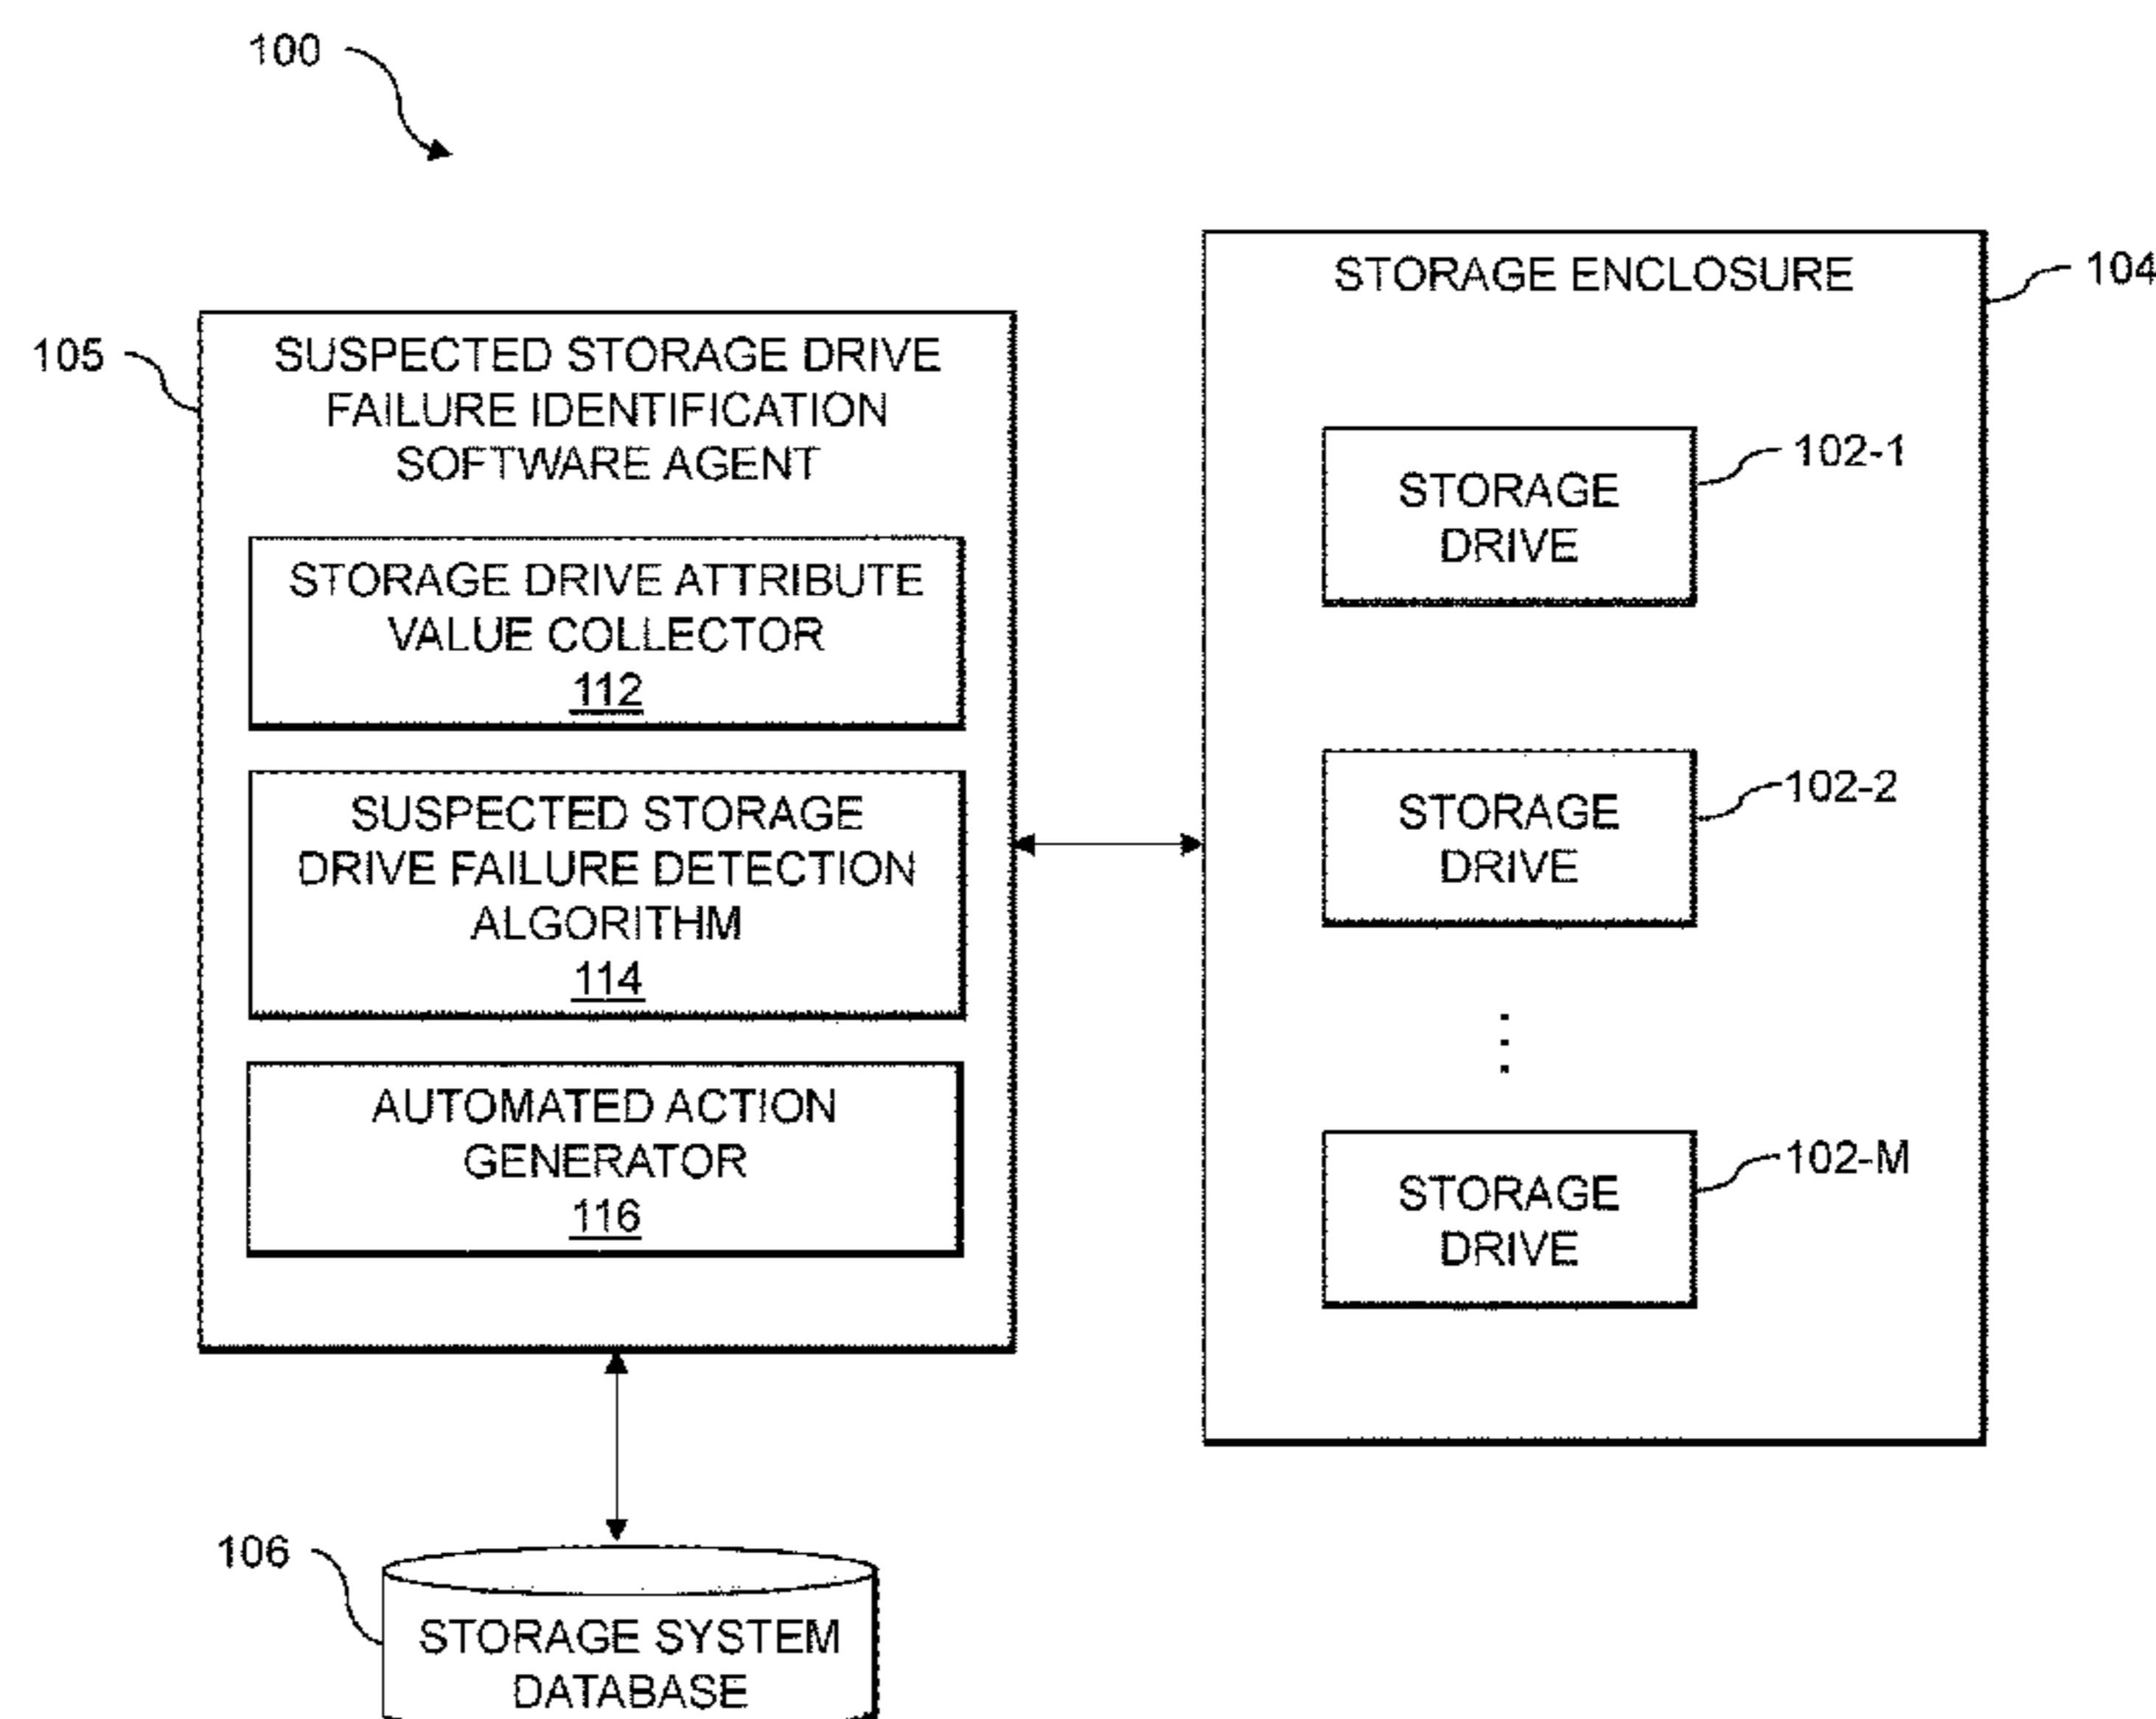 100
STORAGE ENCLOSURE
104
105
SUSPECTED STORAGE DRIVE
FAILURE IDENTIFICATION
SOFTWARE AGENT
STORAGE DRIVE ATTRIBUTE
VALUE COLLECTOR
112
SUSPECTED STORAGE
DRIVE FAILURE DETECTION
ALGORITHM
114
AUTOMATED ACTION
GENERATOR
116
STORAGE
DRIVE
102-1
STORAGE
DRIVE
102-2
STORAGE
DRIVE
102-M
106
STORAGE SYSTEM
DATABASE